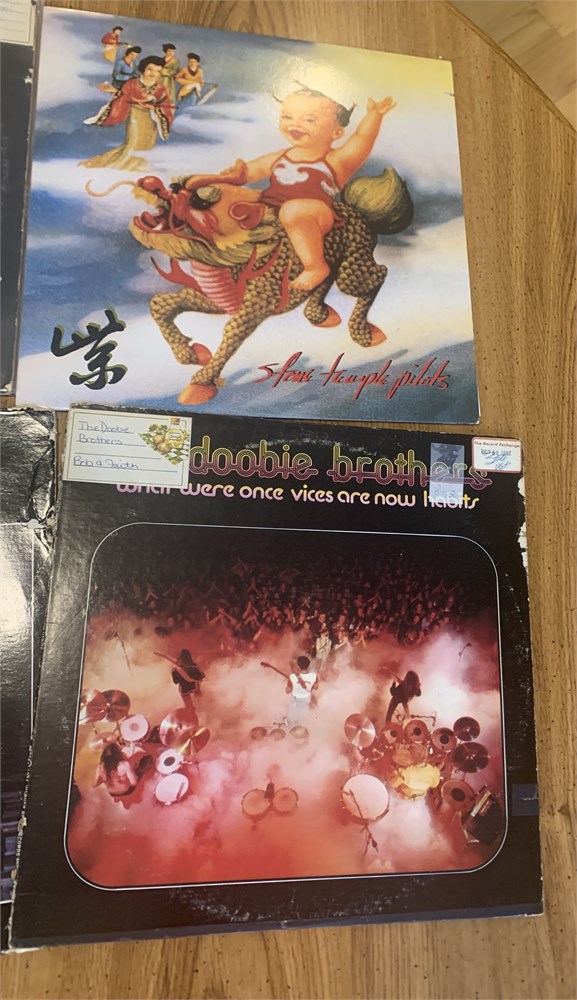 紫
stone temple pilots
The Doobie
Brothers
Bob & Faith
doobie brothers
what were once vices are now habits
The Record Exchange